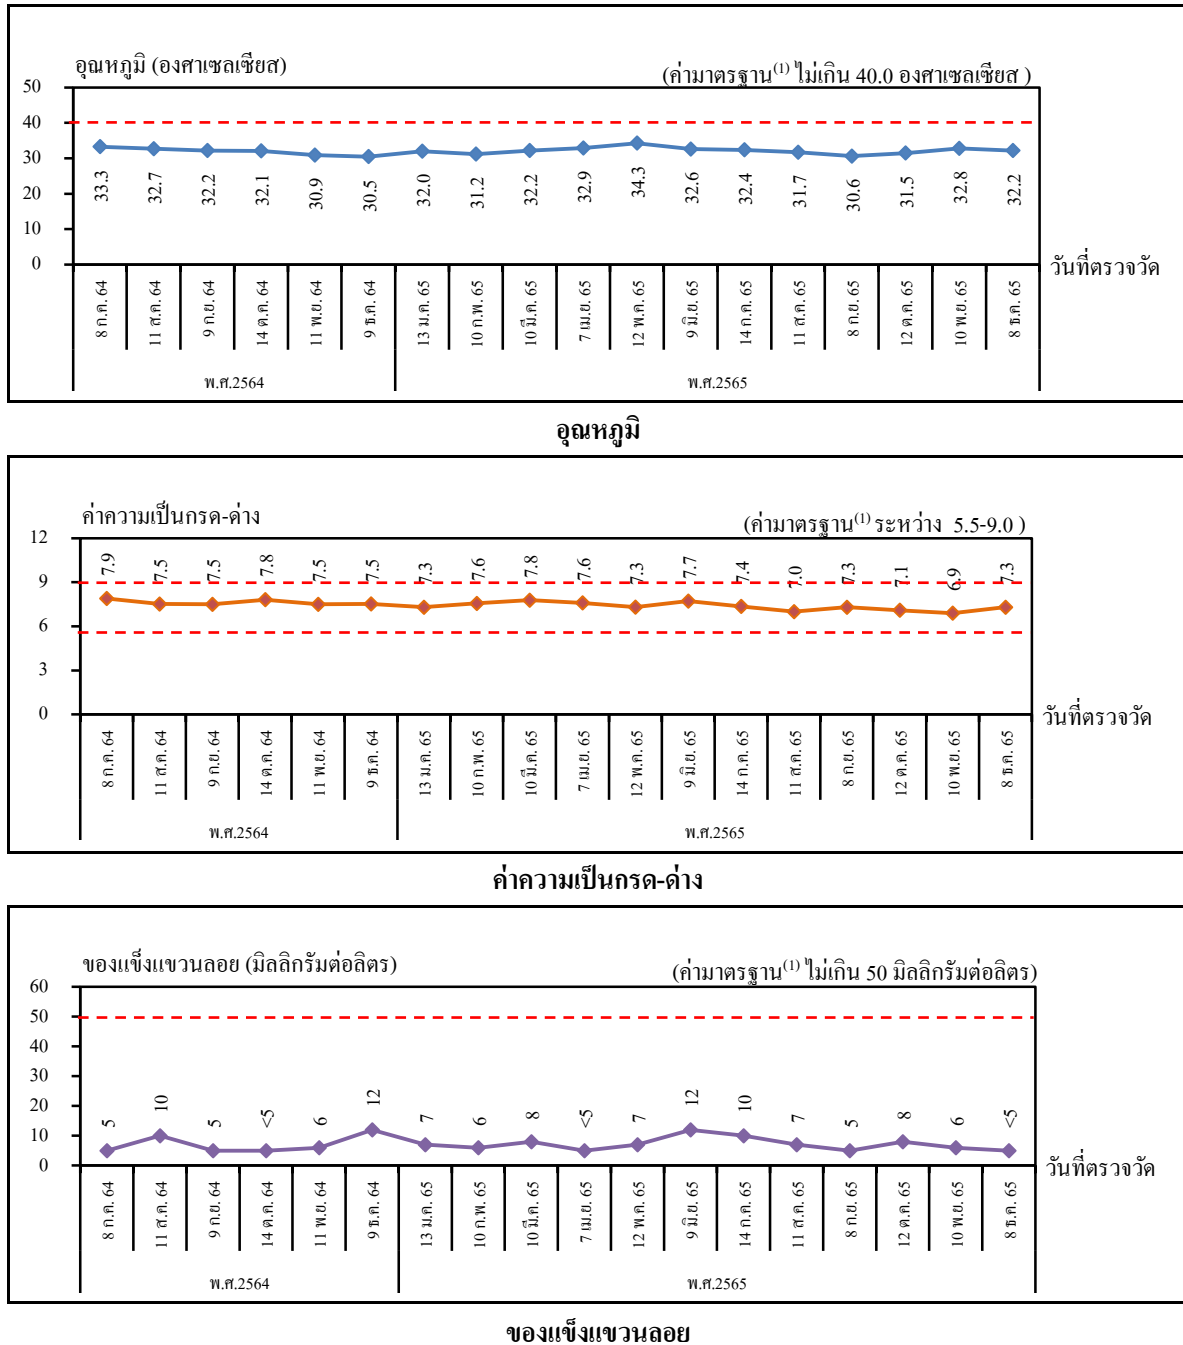 อุณหภูมิ (องศาเซลเซียส)
(ค่ามาตรฐาน(1) ไม่เกิน 40.0 องศาเซลเซียส )
50
40
30
20
10
0
33.3 32.7 32.2 32.1 30.9 30.5 32.0 31.2 32.2 32.9 34.3 32.6 32.4 31.7 30.6 31.5 32.8 32.2
วันที่ตรวจวัด
8 ก.ค. 64 11 ส.ค. 64 9 ก.ย. 64 14 ต.ค. 64 11 พ.ย. 64 9 ธ.ค. 64 13 ม.ค. 65 10 ก.พ. 65 10 มี.ค. 65 7 เม.ย. 65 12 พ.ค. 65 9 มิ.ย. 65 14 ก.ค. 65 11 ส.ค. 65 8 ก.ย. 65 12 ต.ค. 65 10 พ.ย. 65 8 ธ.ค. 65
พ.ศ.2564 พ.ศ.2565
อุณหภูมิ
ค่าความเป็นกรด-ด่าง
(ค่ามาตรฐาน(1) ระหว่าง 5.5-9.0 )
12
9
6
3
0
7.9 7.5 7.5 7.8 7.5 7.5 7.3 7.6 7.8 7.6 7.3 7.7 7.4 7.0 7.3 7.1 6.9 7.3
วันที่ตรวจวัด
8 ก.ค. 64 11 ส.ค. 64 9 ก.ย. 64 14 ต.ค. 64 11 พ.ย. 64 9 ธ.ค. 64 13 ม.ค. 65 10 ก.พ. 65 10 มี.ค. 65 7 เม.ย. 65 12 พ.ค. 65 9 มิ.ย. 65 14 ก.ค. 65 11 ส.ค. 65 8 ก.ย. 65 12 ต.ค. 65 10 พ.ย. 65 8 ธ.ค. 65
พ.ศ.2564 พ.ศ.2565
ค่าความเป็นกรด-ด่าง
ของแข็งแขวนลอย (มิลลิกรัมต่อลิตร)
(ค่ามาตรฐาน(1) ไม่เกิน 50 มิลลิกรัมต่อลิตร)
60
50
40
30
20
10
0
5 10 5 <5 6 12 7 6 8 <5 7 12 10 7 5 8 6 <5
วันที่ตรวจวัด
8 ก.ค. 64 11 ส.ค. 64 9 ก.ย. 64 14 ต.ค. 64 11 พ.ย. 64 9 ธ.ค. 64 13 ม.ค. 65 10 ก.พ. 65 10 มี.ค. 65 7 เม.ย. 65 12 พ.ค. 65 9 มิ.ย. 65 14 ก.ค. 65 11 ส.ค. 65 8 ก.ย. 65 12 ต.ค. 65 10 พ.ย. 65 8 ธ.ค. 65
พ.ศ.2564 พ.ศ.2565
ของแข็งแขวนลอย